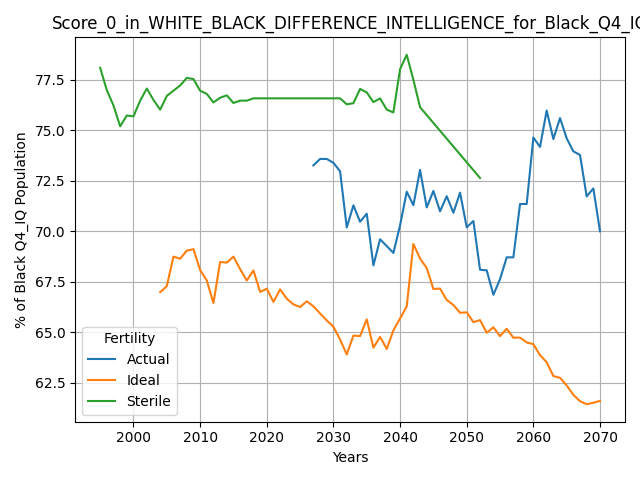 Score_0_in_WHITE_BLACK_DIFFERENCE_INTELLIGENCE_for_Black_Q4_IQ
% of Black Q4_IQ Population
77.5
75.0
72.5
70.0
67.5
65.0
62.5
Fertility
Actual
Ideal
Sterile
2000 2010 2020 2030 2040 2050 2060 2070
Years